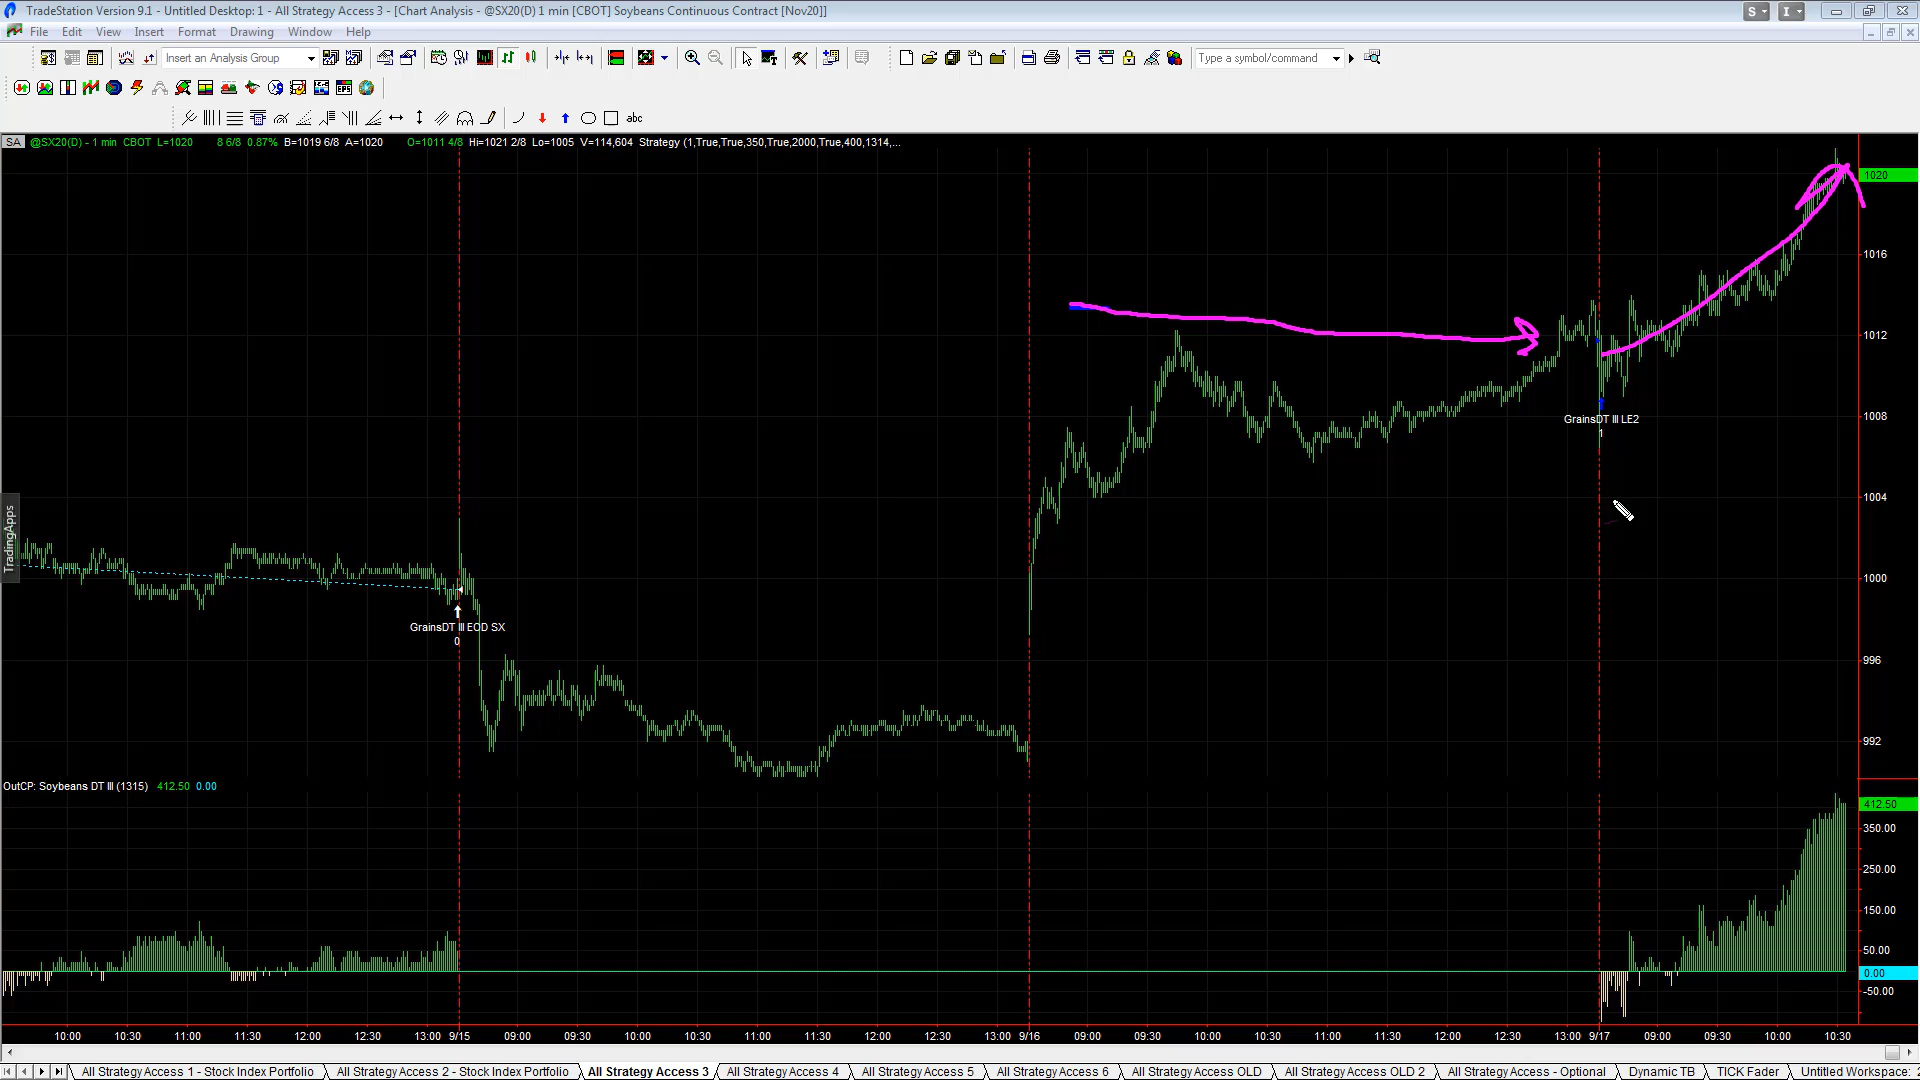 TradeStation Version 9.1 - Untitled Desktop: 1 - All Strategy Access 3 - [Chart Analysis - @SX20(D) 1 min [CBOT] Soybeans Continuous Contract [Nov20]]
S I
File Edit View Insert Format Drawing Window Help
Insert an Analysis Group Type a symbol/command
EPS
abc
SA @SX20(D) - 1 min CBOT L=1020 8 6/8 0.87% B=1019 6/8 A=1020 O=1011 4/8 Hi=1021 2/8 Lo=1005 V=114,604 Strategy (1,True,True,350,True,2000,True,400,1314,...
1020
1016
1012
1008
GrainsDT III LE2
1
1004
TradingApps
1000
GrainsDT III EOD SX
0
996
992
OutCP: Soybeans DT III (1315) 412.50 0.00
412.50
350.00
250.00
150.00
50.00
0.00
-50.00
10:00 10:30 11:00 11:30 12:00 12:30 13:00 9/15 09:00 09:30 10:00 10:30 11:00 11:30 12:00 12:30 13:00 9/16 09:00 09:30 10:00 10:30 11:00 11:30 12:00 12:30 13:00 9/17 09:00 09:30 10:00 10:30
All Strategy Access 1 - Stock Index Portfolio All Strategy Access 2 - Stock Index Portfolio All Strategy Access 3 All Strategy Access 4 All Strategy Access 5 All Strategy Access 6 All Strategy Access OLD All Strategy Access OLD 2 All Strategy Access - Optional Dynamic TB TICK Fader Untitled Workspace: 2